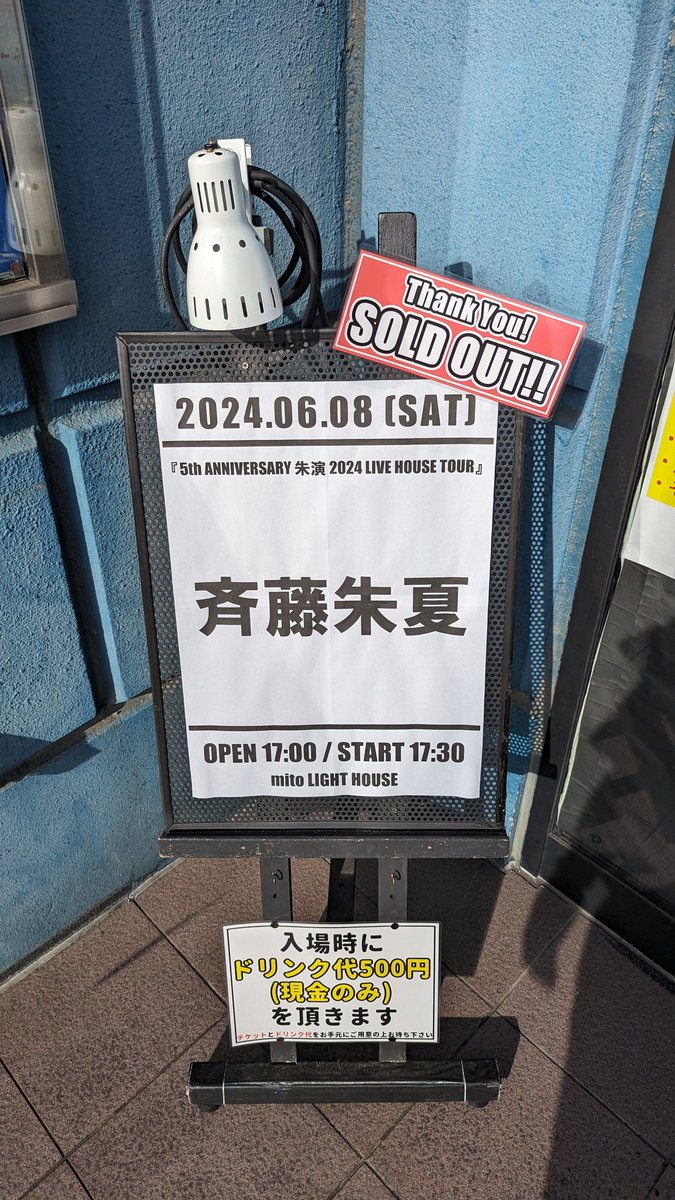 Thank You!
SOLD OUT!!
2024.06.08 (SAT)
『5th ANNIVERSARY 朱演 2024 LIVE HOUSE TOUR』
斉藤朱夏
OPEN 17:00 / START 17:30
mito LIGHT HOUSE
入場時に
ドリンク代500円
(現金のみ)
を頂きます
チケットとドリンク代をお手元にご用意の上お待ち下さい